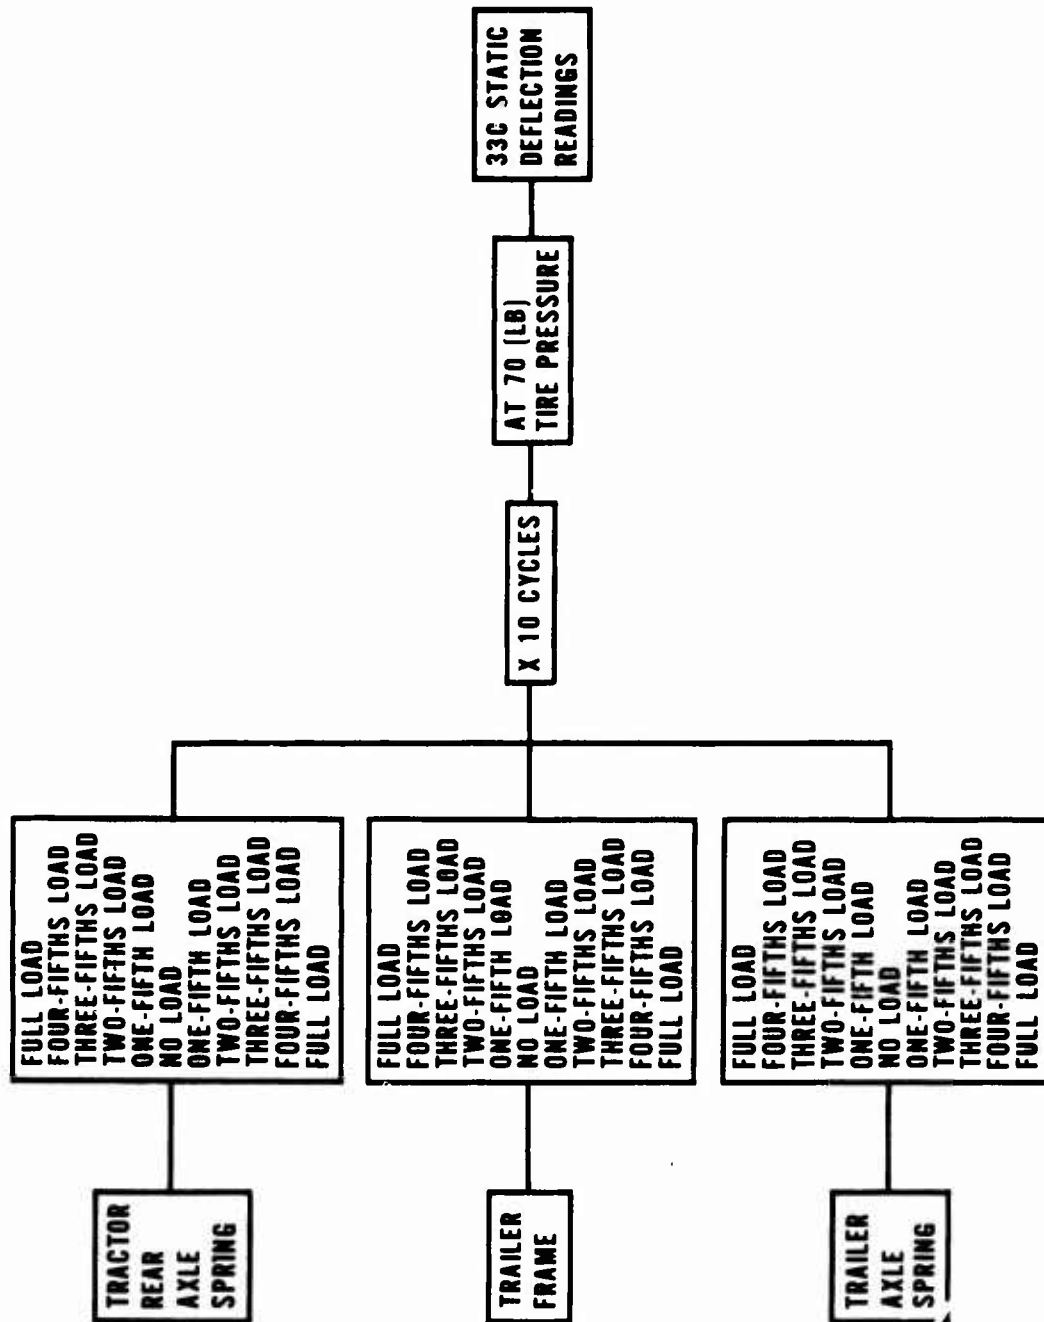 TRACTOR
REAR
AXLE
SPRING
FULL LOAD
FOUR-FIFTHS LOAD
THREE-FIFTHS LOAD
TWO-FIFTHS LOAD
ONE-FIFTH LOAD
NO LOAD
ONE-FIFTH LOAD
TWO-FIFTHS LOAD
THREE-FIFTHS LOAD
FOUR-FIFTHS LOAD
FULL LOAD
TRAILER
FRAME
FULL LOAD
FOUR-FIFTHS LOAD
THREE-FIFTHS LOAD
TWO-FIFTHS LOAD
ONE-FIFTH LOAD
NO LOAD
ONE-FIFTH LOAD
TWO-FIFTHS LOAD
THREE-FIFTHS LOAD
FOUR-FIFTHS LOAD
FULL LOAD
TRAILER
AXLE
SPRING
FULL LOAD
FOUR-FIFTHS LOAD
THREE-FIFTHS LOAD
TWO-FIFTHS LOAD
ONE-FIFTH LOAD
NO LOAD
ONE-FIFTH LOAD
TWO-FIFTHS LOAD
THREE-FIFTHS LOAD
FOUR-FIFTHS LOAD
FULL LOAD
X 10 CYCLES
AT 70 (LB)
TIRE PRESSURE
33C STATIC
DEFLECTION
READINGS